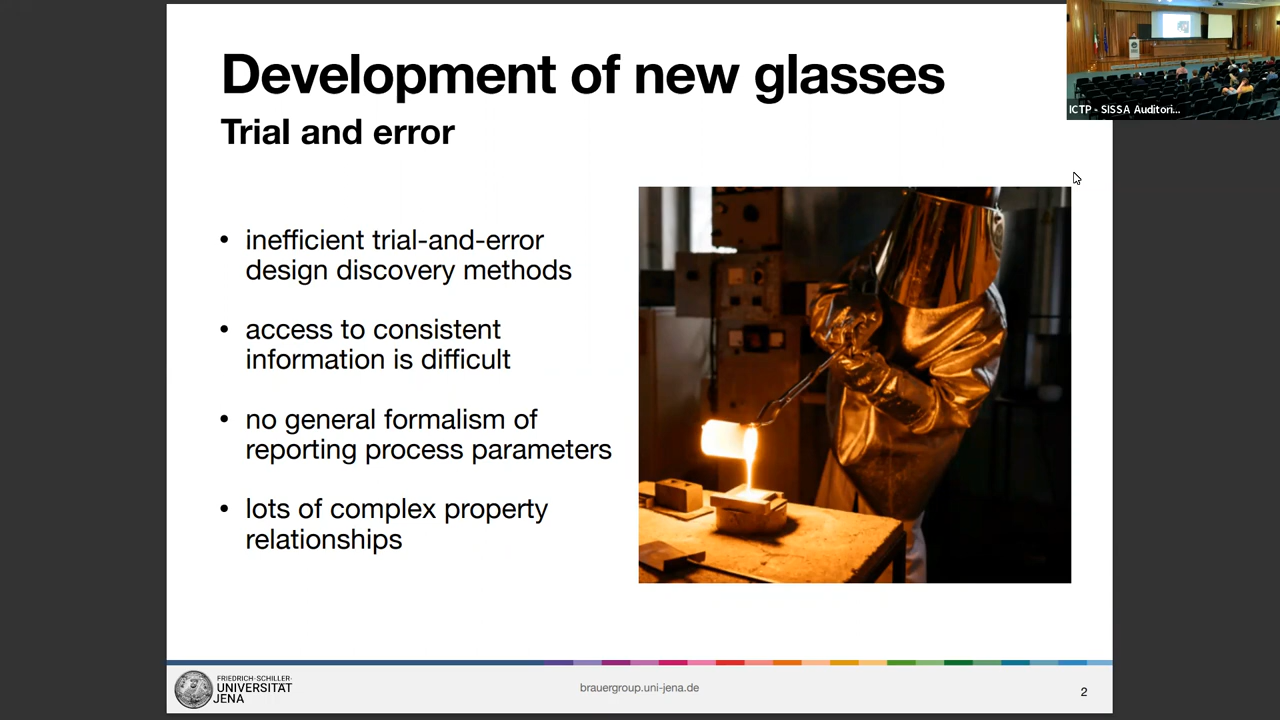 Development of new glasses
Trial and error
• inefficient trial-and-error
design discovery methods
• access to consistent
information is difficult
• no general formalism of
reporting process parameters
• lots of complex property
relationships
ICTP - SISSA Auditori...
FRIEDRICH-SCHILLER-
UNIVERSITÄT
JENA
brauergroup.uni-jena.de
2